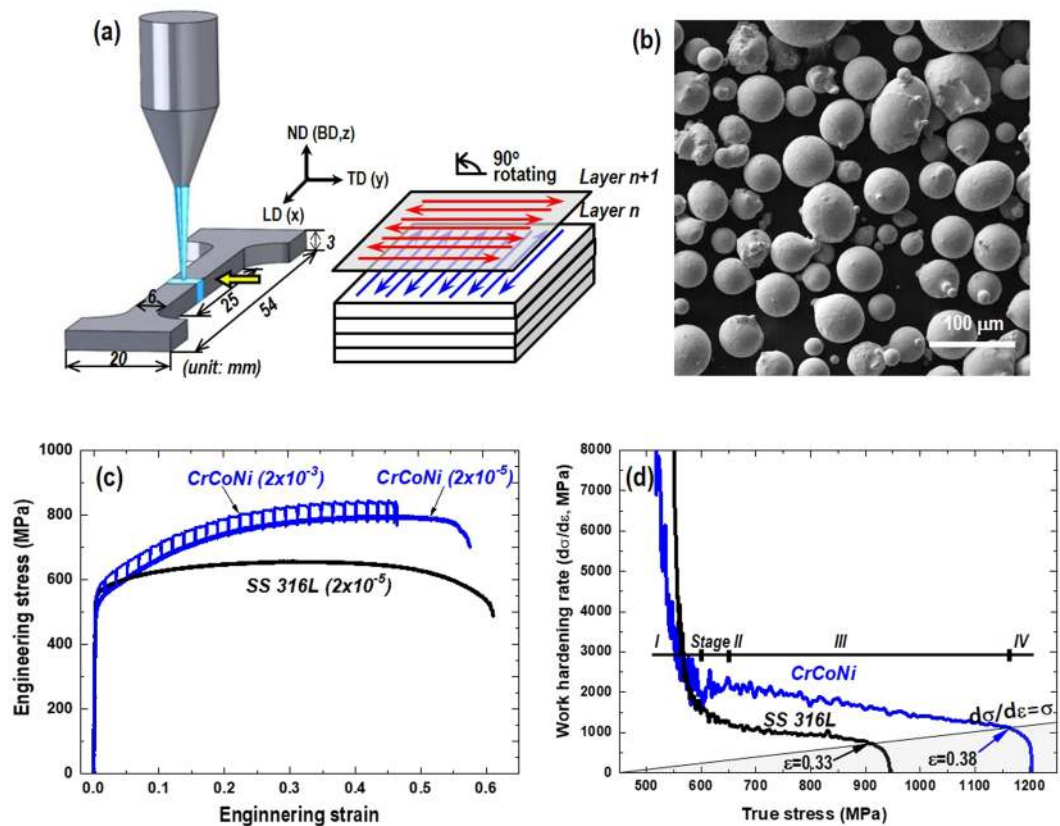 (a)
ND (BD,z)
TD (y)
LD (x)
90°
rotating
Layer n+1
Layer n
3
6
25
54
20
(unit: mm)
(b)
100 μm
(c)
CrCoNi (2x10⁻³)
CrCoNi (2x10⁻⁵)
SS 316L (2x10⁻⁵)
1000
800
600
400
200
0
0.0 0.1 0.2 0.3 0.4 0.5 0.6
Enginnering strain
Engineering stress (MPa)
(d)
8000
7000
6000
5000
4000
3000
2000
1000
0
I Stage II III IV
CrCoNi
SS 316L
dσ/dε=σ
ε=0.33
ε=0.38
500 600 700 800 900 1000 1100 1200
True stress (MPa)
Work hardening rate (dσ/dε, MPa)